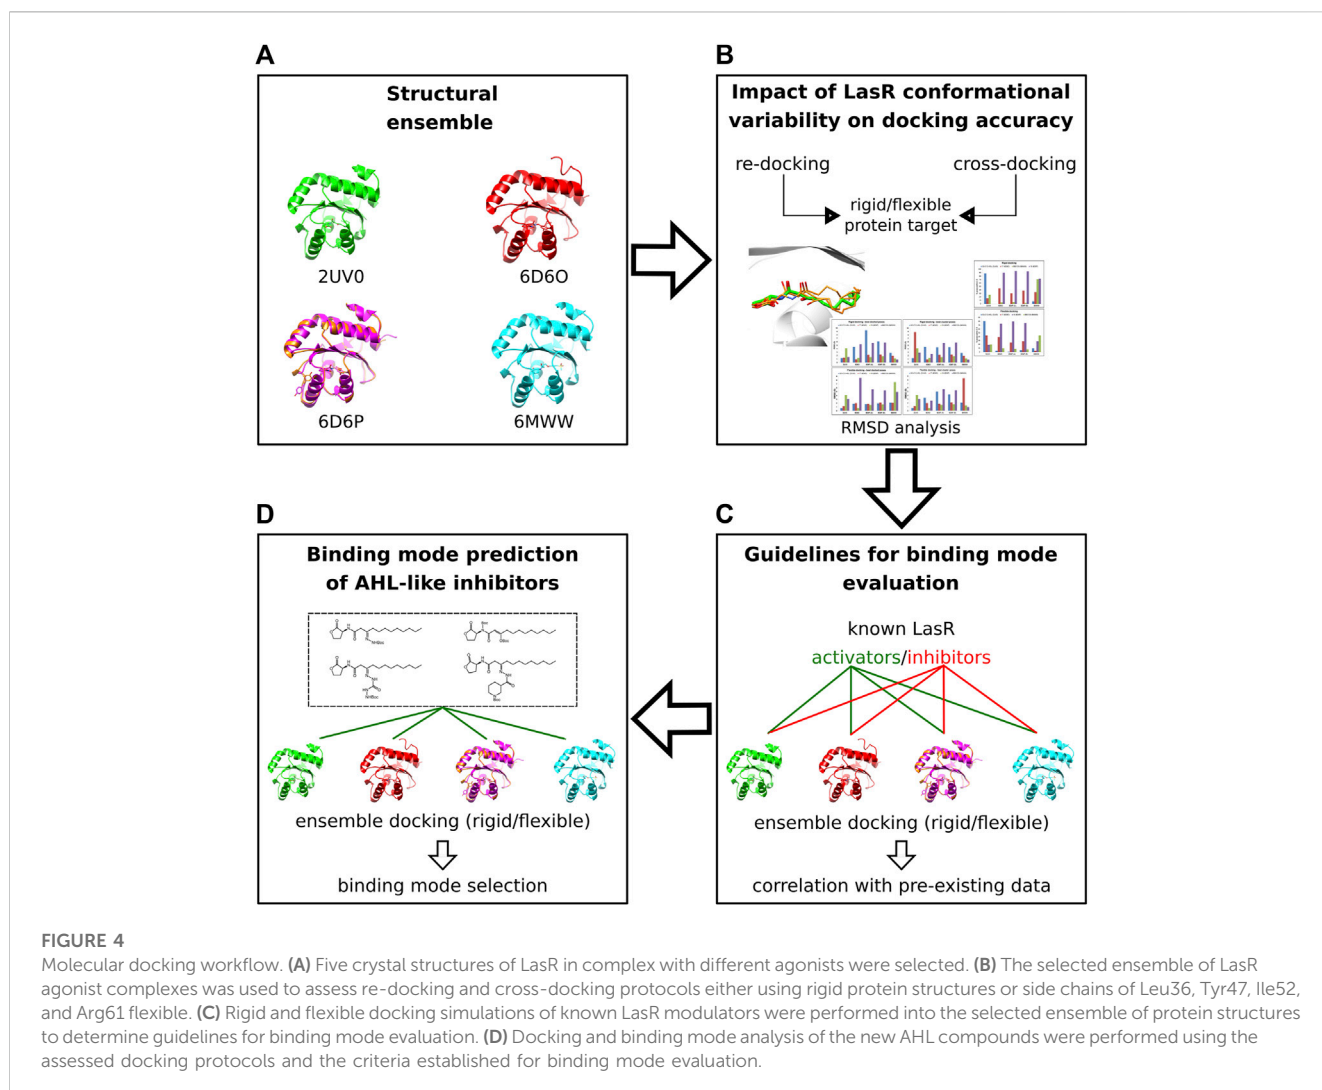 A
Structural
ensemble
2UV0
6D6O
6D6P
6MWW
B
Impact of LasR conformational
variability on docking accuracy
re-docking
cross-docking
rigid/flexible
protein target
RMSD analysis
D
Binding mode prediction
of AHL-like inhibitors
ensemble docking (rigid/flexible)
binding mode selection
C
Guidelines for binding mode
evaluation
known LasR
activators/inhibitors
ensemble docking (rigid/flexible)
correlation with pre-existing data
FIGURE 4
Molecular docking workflow. (A) Five crystal structures of LasR in complex with different agonists were selected. (B) The selected ensemble of LasR
agonist complexes was used to assess re-docking and cross-docking protocols either using rigid protein structures or side chains of Leu36, Tyr47, Ile52,
and Arg61 flexible. (C) Rigid and flexible docking simulations of known LasR modulators were performed into the selected ensemble of protein structures
to determine guidelines for binding mode evaluation. (D) Docking and binding mode analysis of the new AHL compounds were performed using the
assessed docking protocols and the criteria established for binding mode evaluation.